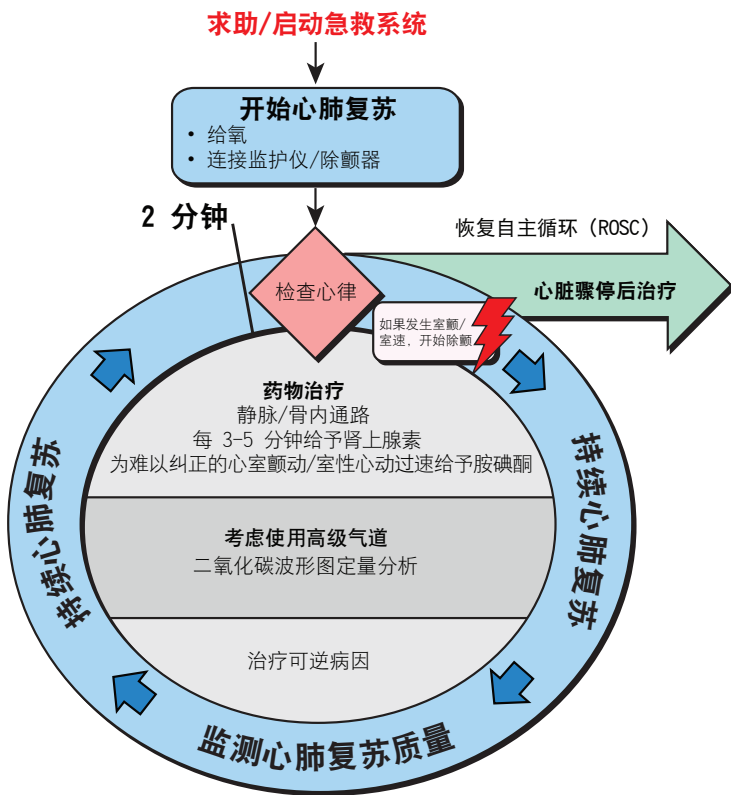 求助/启动急救系统
开始心肺复苏
• 给氧
• 连接监护仪/除颤器
2 分钟
恢复自主循环（ROSC）
检查心律
心脏骤停后治疗
如果发生室颤/
室速，开始除颤
药物治疗
静脉/骨内通路
每 3-5 分钟给予肾上腺素
为难以纠正的心室颤动/室性心动过速给予胺碘酮
考虑使用高级气道
二氧化碳波形图定量分析
治疗可逆病因
持续心肺复苏
持续心肺复苏
监测心肺复苏质量